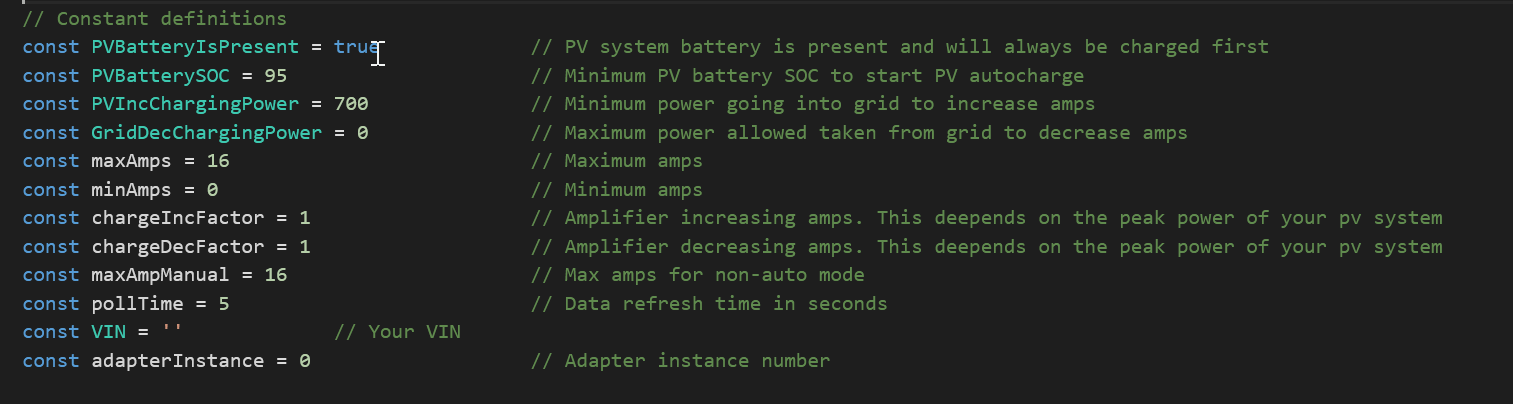 // Constant definitions
const PVBatteryIsPresent = true // PV system battery is present and will always be charged first
const PVBatterySOC = 95 // Minimum PV battery SOC to start PV autocharge
const PVIncChargingPower = 700 // Minimum power going into grid to increase amps
const GridDecChargingPower = 0 // Maximum power allowed taken from grid to decrease amps
const maxAmps = 16 // Maximum amps
const minAmps = 0 // Minimum amps
const chargeIncFactor = 1 // Amplifier increasing amps. This deepends on the peak power of your pv system
const chargeDecFactor = 1 // Amplifier decreasing amps. This deepends on the peak power of your pv system
const maxAmpManual = 16 // Max amps for non-auto mode
const pollTime = 5 // Data refresh time in seconds
const VIN = '' // Your VIN
const adapterInstance = 0 // Adapter instance number